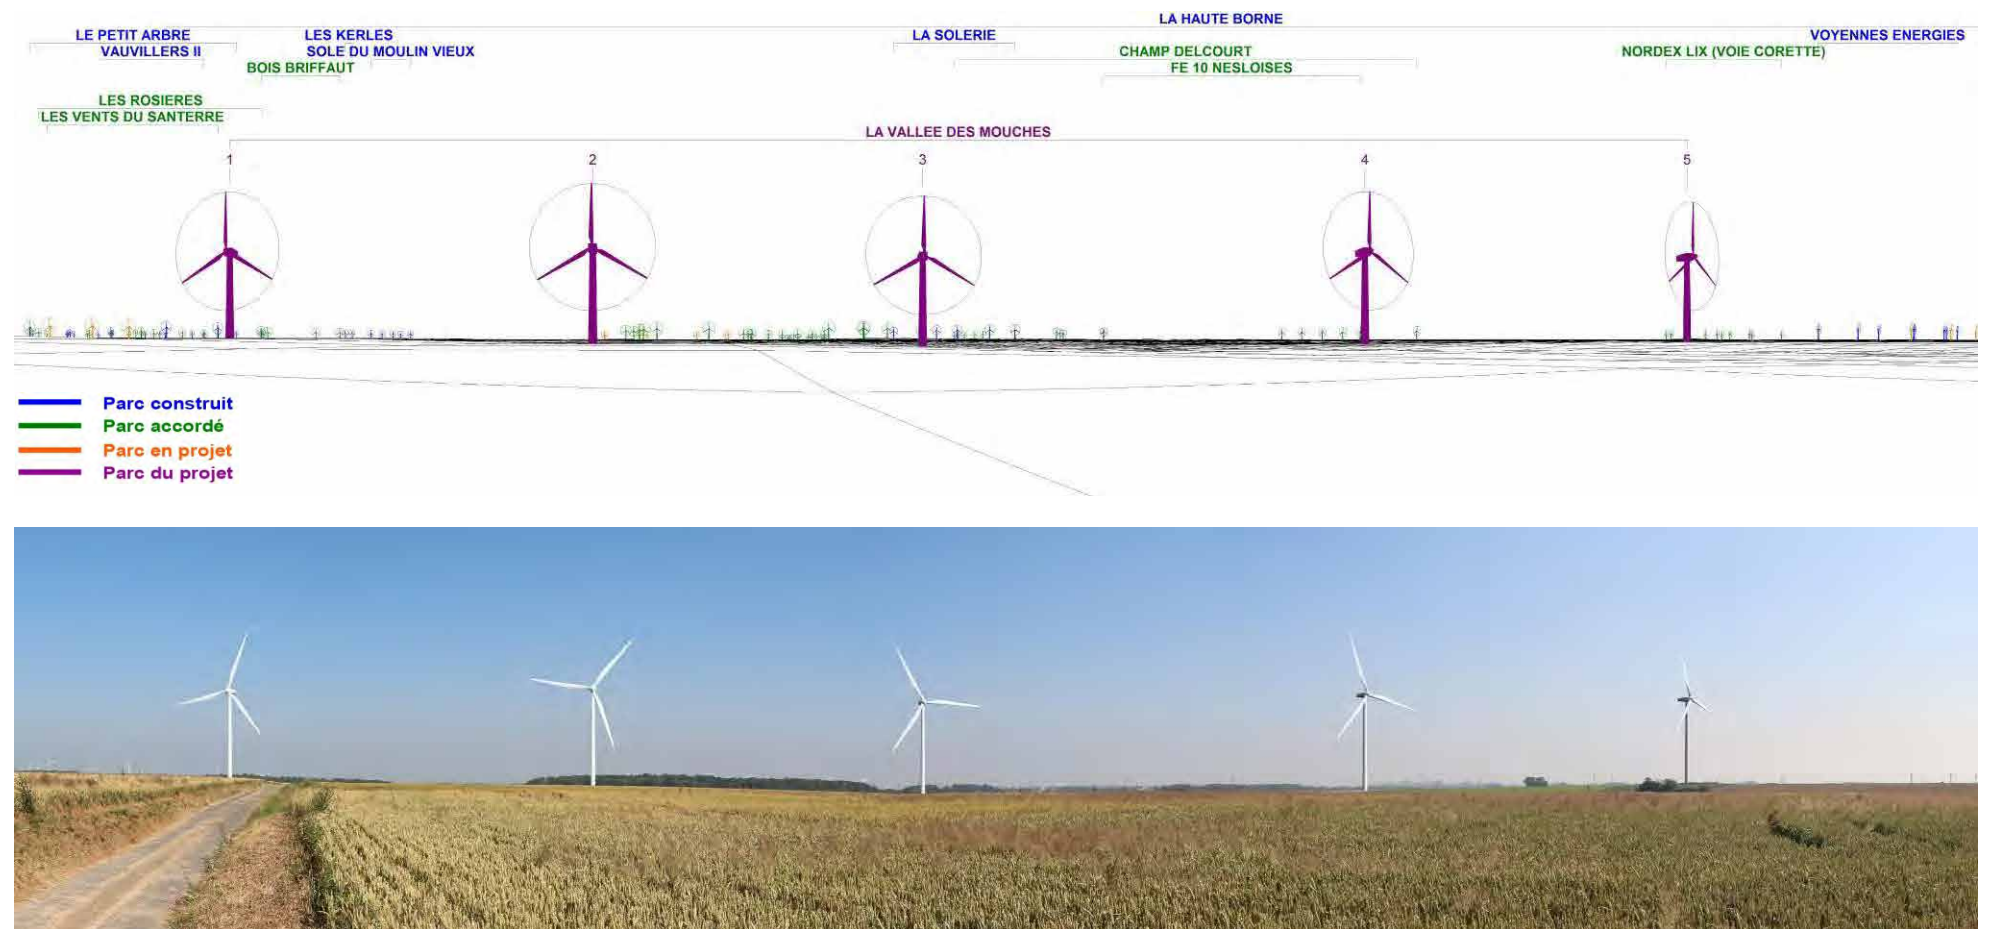 LA HAUTE BORNE
LE PETIT ARBRE
LES KERLES
LA SOLERIE
VOYENNES ENERGIES
VAUVILLERS II
SOLE DU MOULIN VIEUX
CHAMP DELCOURT
NORDEX LIX (VOIE CORETTE)
BOIS BRIFFAUT
FE 10 NESLOISES
LES ROSIERES
LES VENTS DU SANTERRE
LA VALLEE DES MOUCHES
1
2
3
4
5
Parc construit
Parc accordé
Parc en projet
Parc du projet